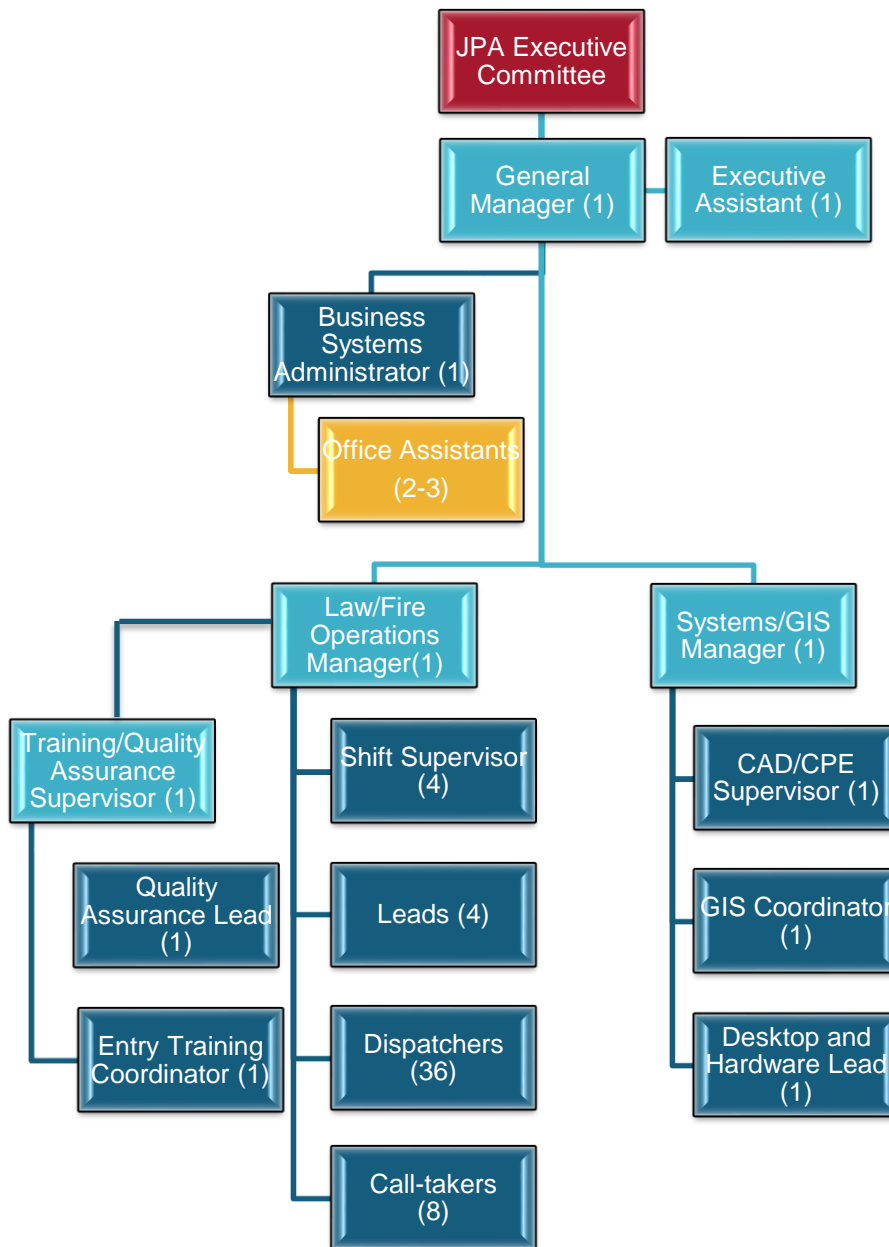 JPA Executive
Committee
General
Manager (1)
Executive
Assistant (1)
Business
Systems
Administrator (1)
Office Assistants
(2-3)
Law/Fire
Operations
Manager(1)
Systems/GIS
Manager (1)
Training/Quality
Assurance
Supervisor (1)
Shift Supervisor
(4)
CAD/CPE
Supervisor (1)
Quality
Assurance Lead
(1)
Leads (4)
GIS Coordinator
(1)
Entry Training
Coordinator (1)
Dispatchers
(36)
Desktop and
Hardware Lead
(1)
Call-takers
(8)